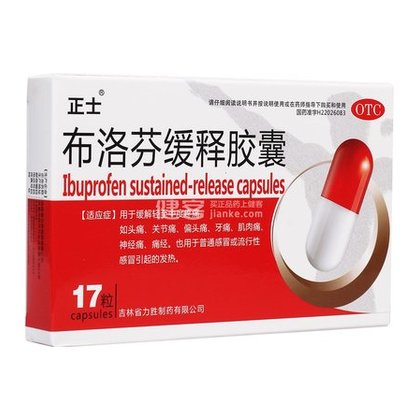 正士®
请仔细阅读说明书并按说明使用或在药师指导下购买和使用
国药准字H22026083
OTC
布洛芬缓释胶囊
Ibuprofen sustained-release capsules
健客 买正品药上健客
jianke.com
【适应症】用于缓解轻至中度疼痛
如头痛、关节痛、偏头痛、牙痛、肌肉痛、
神经痛、痛经。也用于普通感冒或流行性
感冒引起的发热。
17粒
capsules
吉林省力胜制药有限公司